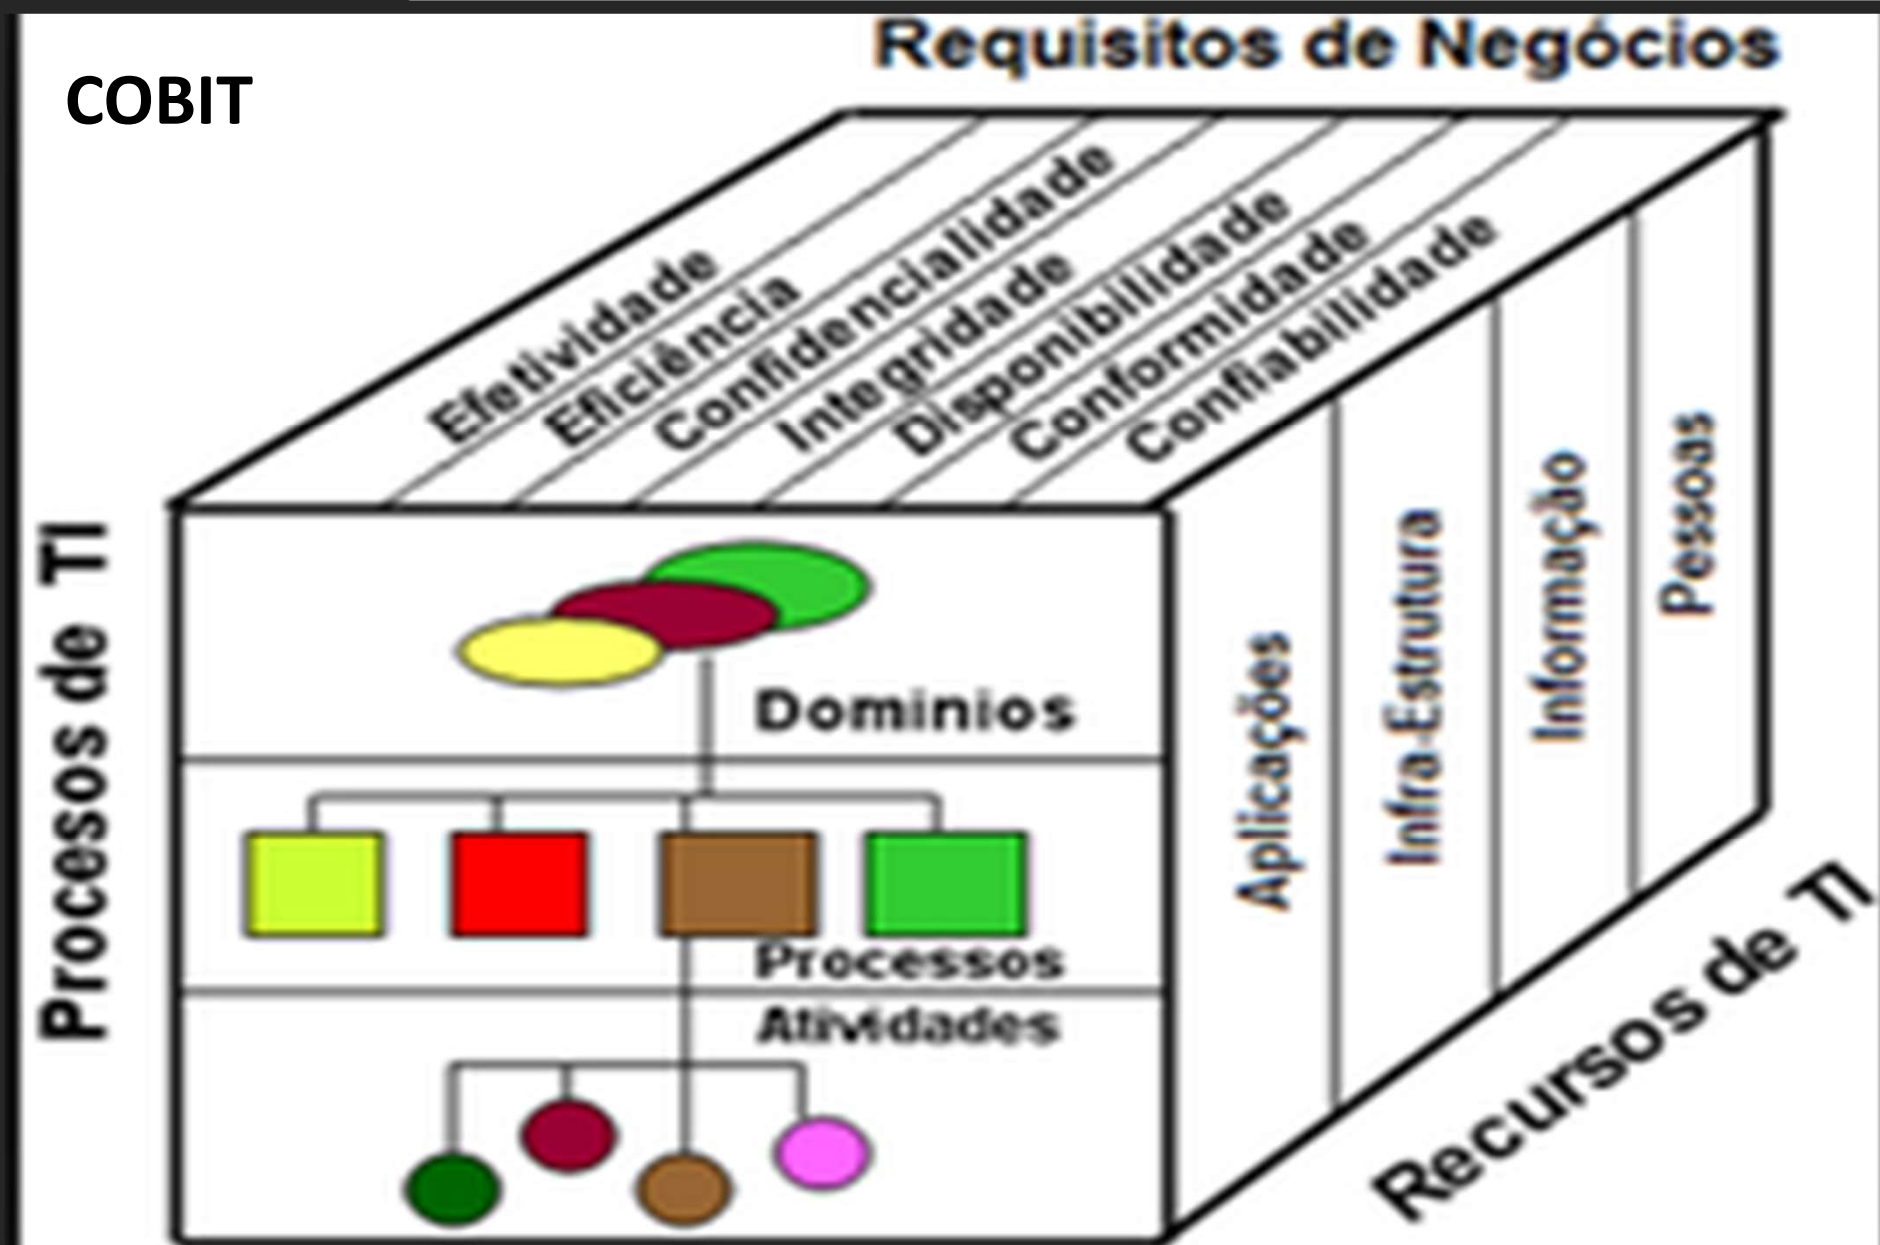 Requisitos de Negócios
COBIT
Efetividade
Eficiência
Confidencialidade
Integridade
Disponibilidade
Conformidade
Confiabilidade
Processos de TI
Dominios
Processos
Atividades
Aplicações
Infra-Estrutura
Informação
Pessoas
Recursos de TI